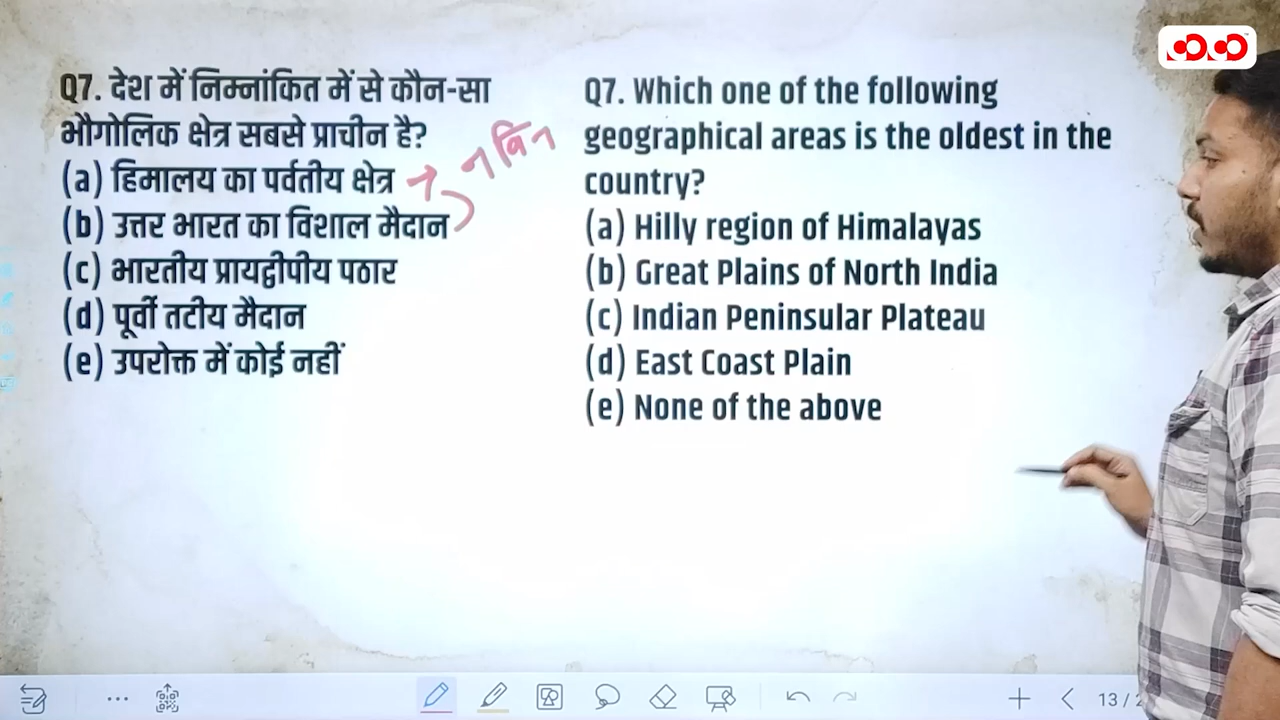 Q7. देश में निम्नांकित में से कौन-सा
भौगोलिक क्षेत्र सबसे प्राचीन है?
(a) हिमालय का पर्वतीय क्षेत्र
(b) उत्तर भारत का विशाल मैदान
(c) भारतीय प्रायद्वीपीय पठार
(d) पूर्वी तटीय मैदान
(e) उपरोक्त में कोई नहीं
नविन
Q7. Which one of the following
geographical areas is the oldest in the
country?
(a) Hilly region of Himalayas
(b) Great Plains of North India
(c) Indian Peninsular Plateau
(d) East Coast Plain
(e) None of the above